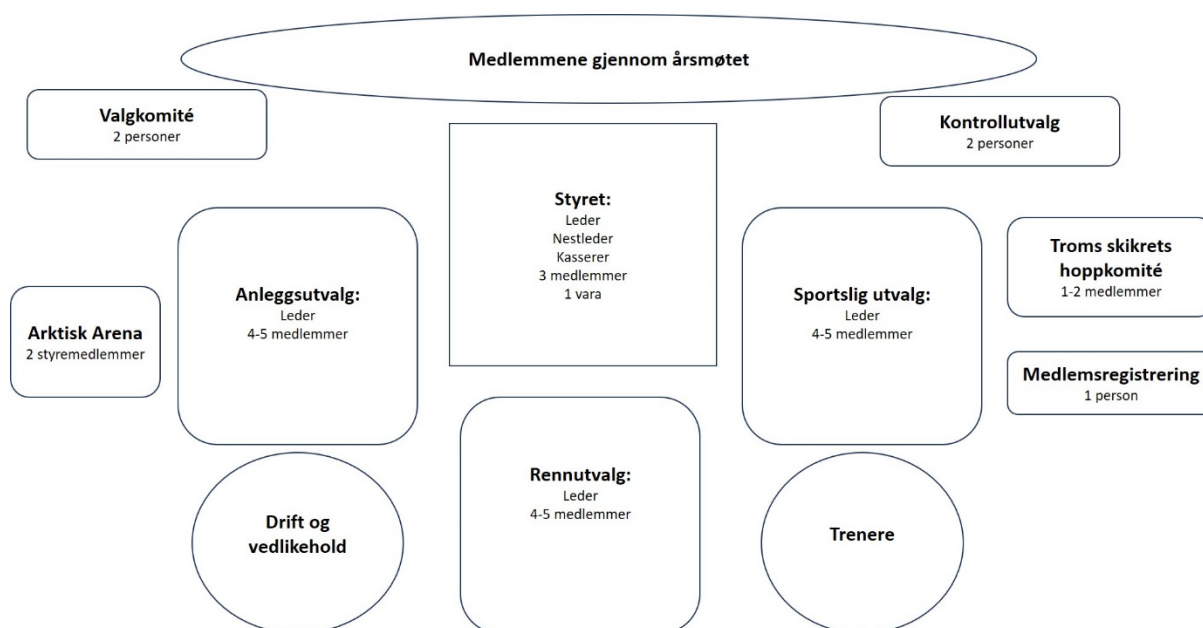 Medlemmene gjennom årsmøtet
Valgkomité
2 personer
Kontrollutvalg
2 personer
Styret:
Leder
Nestleder
Kasserer
3 medlemmer
1 vara
Anleggsutvalg:
Leder
4-5 medlemmer
Sportslig utvalg:
Leder
4-5 medlemmer
Troms skikrets
hoppkomité
1-2 medlemmer
Arktisk Arena
2 styremedlemmer
Medlemsregistrering
1 person
Rennutvalg:
Leder
4-5 medlemmer
Drift og
vedlikehold
Trenere